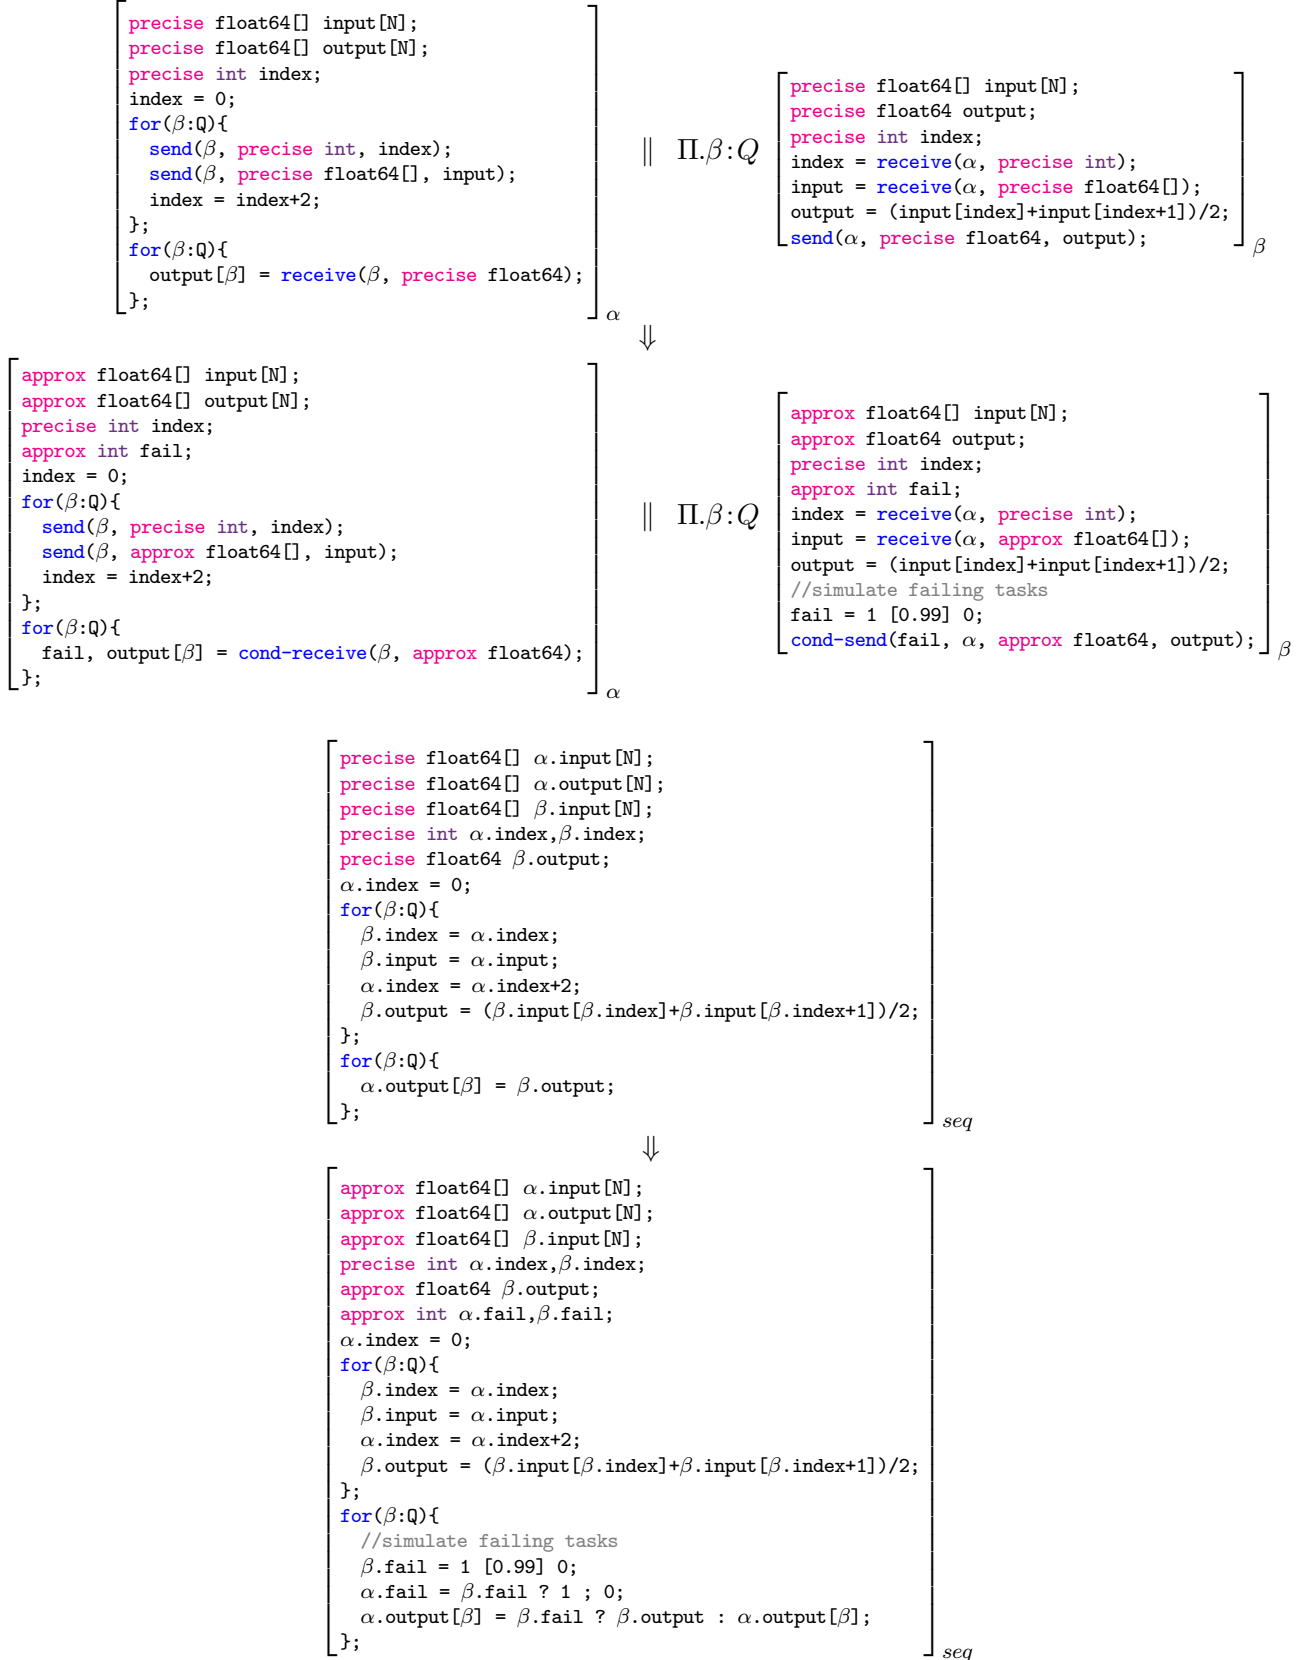 precise float64[] input[N];
precise float64[] output[N];
precise int index;
index = 0;
for(β:Q){
send(β, precise int, index);
send(β, precise float64[], input);
index = index+2;
};
for(β:Q){
output[β] = receive(β, precise float64);
};
α
∥ Π.β:Q
precise float64[] input[N];
precise float64 output;
precise int index;
index = receive(α, precise int);
input = receive(α, precise float64[]);
output = (input[index]+input[index+1])/2;
send(α, precise float64, output);
β
⇓
approx float64[] input[N];
approx float64[] output[N];
precise int index;
approx int fail;
index = 0;
for(β:Q){
send(β, precise int, index);
send(β, approx float64[], input);
index = index+2;
};
for(β:Q){
fail, output[β] = cond-receive(β, approx float64);
};
α
∥ Π.β:Q
approx float64[] input[N];
approx float64 output;
precise int index;
approx int fail;
index = receive(α, precise int);
input = receive(α, approx float64[]);
output = (input[index]+input[index+1])/2;
//simulate failing tasks
fail = 1 [0.99] 0;
cond-send(fail, α, approx float64, output);
β
precise float64[] α.input[N];
precise float64[] α.output[N];
precise float64[] β.input[N];
precise int α.index,β.index;
precise float64 β.output;
α.index = 0;
for(β:Q){
β.index = α.index;
β.input = α.input;
α.index = α.index+2;
β.output = (β.input[β.index]+β.input[β.index+1])/2;
};
for(β:Q){
α.output[β] = β.output;
};
seq
⇓
approx float64[] α.input[N];
approx float64[] α.output[N];
approx float64[] β.input[N];
precise int α.index,β.index;
approx float64 β.output;
approx int α.fail,β.fail;
α.index = 0;
for(β:Q){
β.index = α.index;
β.input = α.input;
α.index = α.index+2;
β.output = (β.input[β.index]+β.input[β.index+1])/2;
};
for(β:Q){
//simulate failing tasks
β.fail = 1 [0.99] 0;
α.fail = β.fail ? 1 ; 0;
α.output[β] = β.fail ? β.output : α.output[β];
};
seq